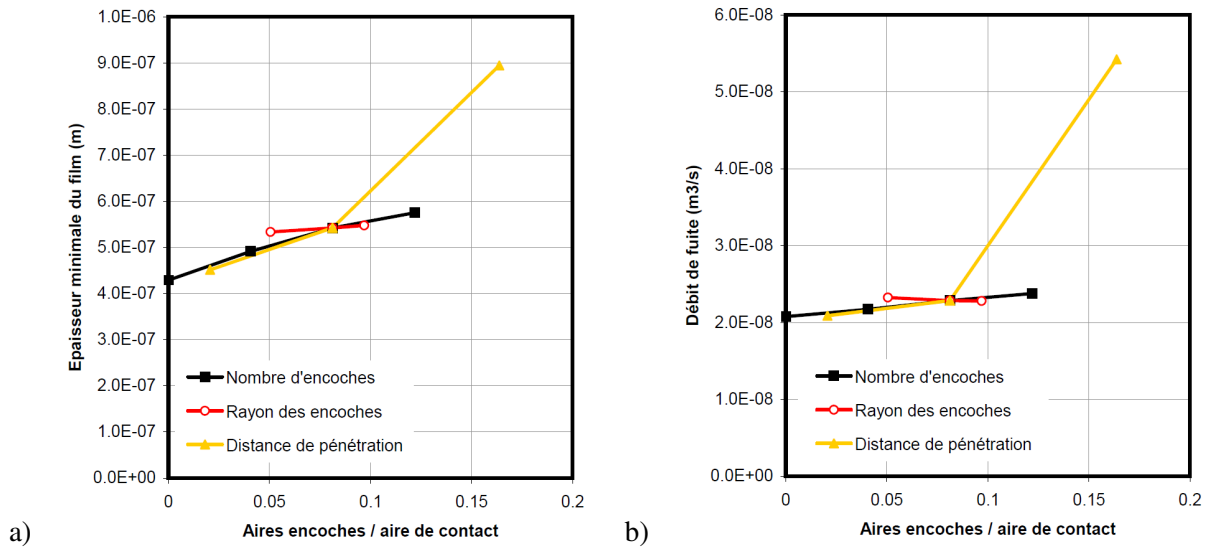 1.0E-06
9.0E-07
8.0E-07
7.0E-07
6.0E-07
5.0E-07
4.0E-07
3.0E-07
2.0E-07
1.0E-07
0.0E+00
Epaisseur minimale du film (m)
Nombre d'encoches
Rayon des encoches
Distance de pénétration
0 0.05 0.1 0.15 0.2
Aires encoches / aire de contact
a)
6.0E-08
5.0E-08
4.0E-08
3.0E-08
2.0E-08
1.0E-08
0.0E+00
Débit de fuite (m3/s)
Nombre d'encoches
Rayon des encoches
Distance de pénétration
0 0.05 0.1 0.15 0.2
Aires encoches / aire de contact
b)